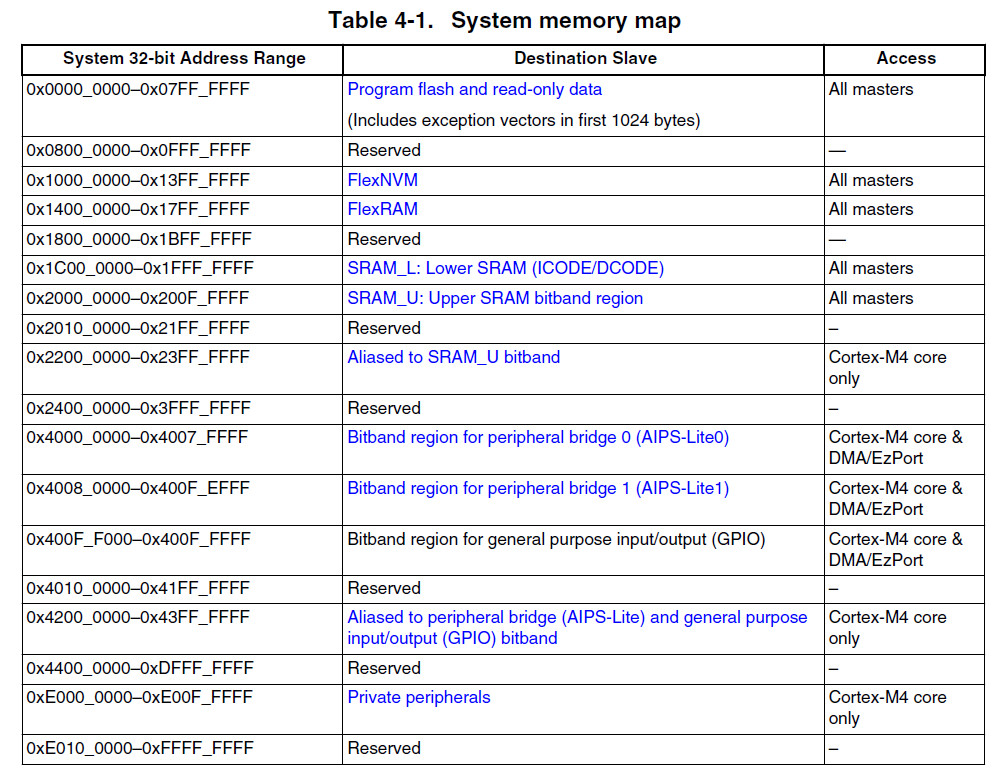 Table 4-1. System memory map
System 32-bit Address Range Destination Slave Access
0x0000_0000–0x07FF_FFFF Program flash and read-only data All masters
(Includes exception vectors in first 1024 bytes)
0x0800_0000–0x0FFF_FFFF Reserved —
0x1000_0000–0x13FF_FFFF FlexNVM All masters
0x1400_0000–0x17FF_FFFF FlexRAM All masters
0x1800_0000–0x1BFF_FFFF Reserved —
0x1C00_0000–0x1FFF_FFFF SRAM_L: Lower SRAM (ICODE/DCODE) All masters
0x2000_0000–0x200F_FFFF SRAM_U: Upper SRAM bitband region All masters
0x2010_0000–0x21FF_FFFF Reserved –
0x2200_0000–0x23FF_FFFF Aliased to SRAM_U bitband Cortex-M4 core
only
0x2400_0000–0x3FFF_FFFF Reserved –
0x4000_0000–0x4007_FFFF Bitband region for peripheral bridge 0 (AIPS-Lite0) Cortex-M4 core &
DMA/EzPort
0x4008_0000–0x400F_EFFF Bitband region for peripheral bridge 1 (AIPS-Lite1) Cortex-M4 core &
DMA/EzPort
0x400F_F000–0x400F_FFFF Bitband region for general purpose input/output (GPIO) Cortex-M4 core &
DMA/EzPort
0x4010_0000–0x41FF_FFFF Reserved –
0x4200_0000–0x43FF_FFFF Aliased to peripheral bridge (AIPS-Lite) and general purpose Cortex-M4 core
input/output (GPIO) bitband only
0x4400_0000–0xDFFF_FFFF Reserved –
0xE000_0000–0xE00F_FFFF Private peripherals Cortex-M4 core
only
0xE010_0000–0xFFFF_FFFF Reserved –